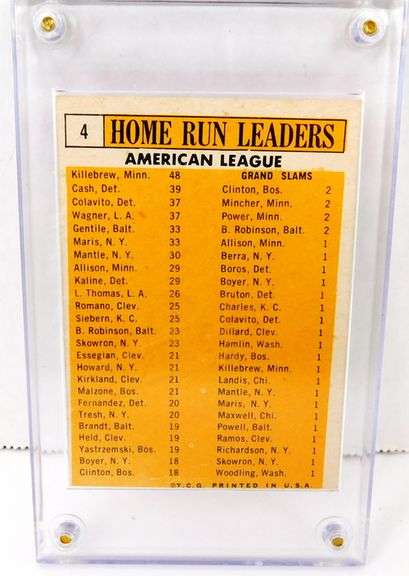 4 HOME RUN LEADERS
AMERICAN LEAGUE
Killebrew, Minn. 48
Cash, Det. 39
Colavito, Det. 37
Wagner, L. A. 37
Gentile, Balt. 33
Maris, N. Y. 33
Mantle, N. Y. 30
Allison, Minn. 29
Kaline, Det. 29
L. Thomas, L. A. 26
Romano, Clev. 25
Siebern, K. C. 25
B. Robinson, Balt. 23
Skowron, N. Y. 23
Essegian, Clev. 21
Howard, N. Y. 21
Kirkland, Clev. 21
Malzone, Bos. 21
Fernandez, Det. 20
Tresh, N. Y. 20
Brandt, Balt. 19
Held, Clev. 19
Yastrzemski, Bos. 19
Boyer, N. Y. 18
Clinton, Bos. 18
GRAND SLAMS
Clinton, Bos. 2
Mincher, Minn. 2
Power, Minn. 2
B. Robinson, Balt. 2
Allison, Minn. 1
Berra, N. Y. 1
Boros, Det. 1
Boyer, N. Y. 1
Bruton, Det. 1
Charles, K. C. 1
Colavito, Det. 1
Dillard, Clev. 1
Hamlin, Wash. 1
Hardy, Bos. 1
Killebrew, Minn. 1
Landis, Chi. 1
Mantle, N. Y. 1
Maris, N. Y. 1
Maxwell, Chi. 1
Powell, Balt. 1
Ramos, Clev. 1
Richardson, N. Y. 1
Skowron, N. Y. 1
Woodling, Wash. 1
©T.C.G. PRINTED IN U.S.A.